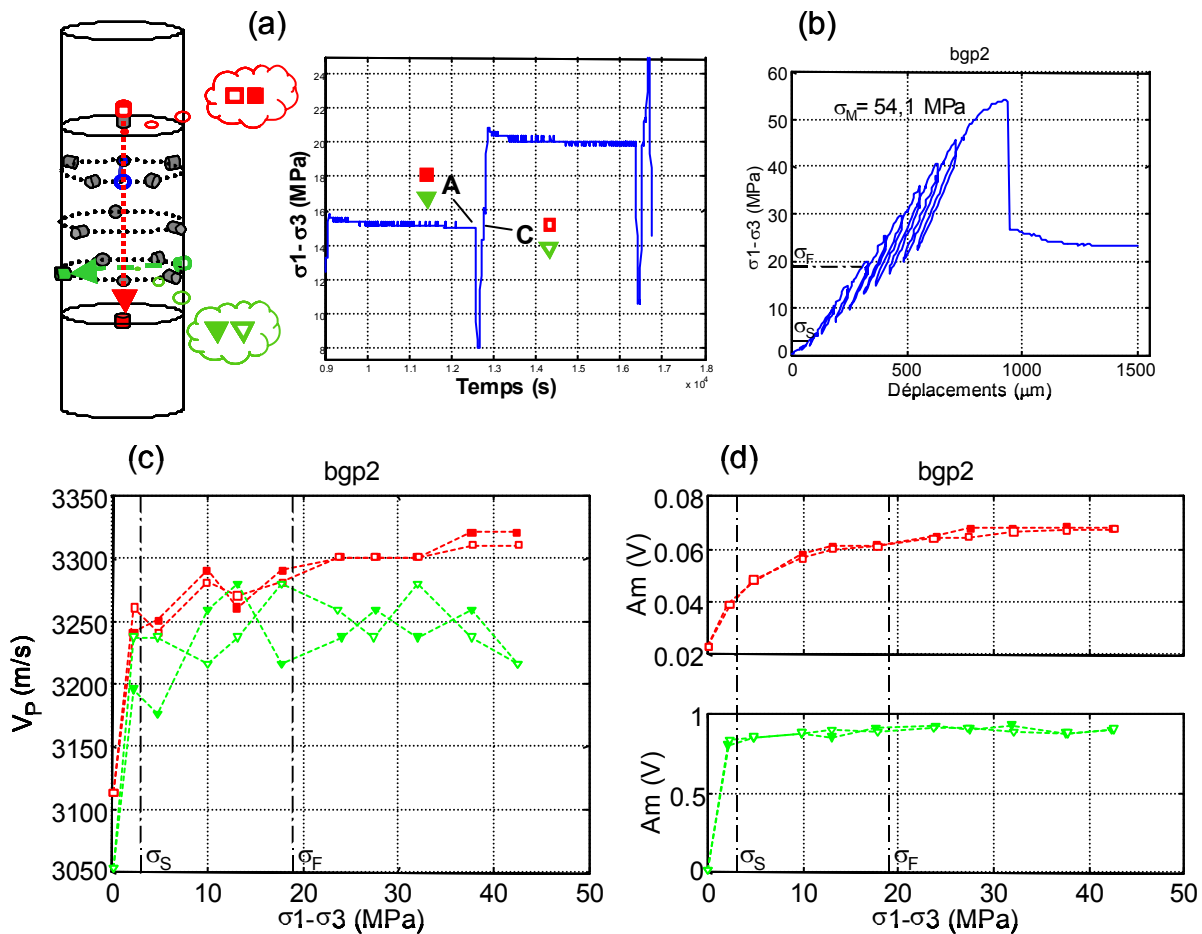 (a)
24
22
20
18
16
14
12
10
8
σ1- σ3 (MPa)
A
C
0.9
1
1.1
1.2
1.3
1.4
1.5
1.6
1.7
1.8
Temps (s)
x 10⁴
(b)
bgp2
60
50
40
30
20
10
0
σ1-σ3 (MPa)
σM= 54,1 MPa
σF
σS
0
500
1000
1500
Déplacements (μm)
(c)
bgp2
3350
3300
3250
3200
3150
3100
3050
VP (m/s)
σS
σF
0
10
20
30
40
50
σ1-σ3 (MPa)
(d)
bgp2
0.08
0.06
0.04
0.02
Am (V)
1
0.5
0
Am (V)
σS
σF
0
10
20
30
40
50
σ1-σ3 (MPa)